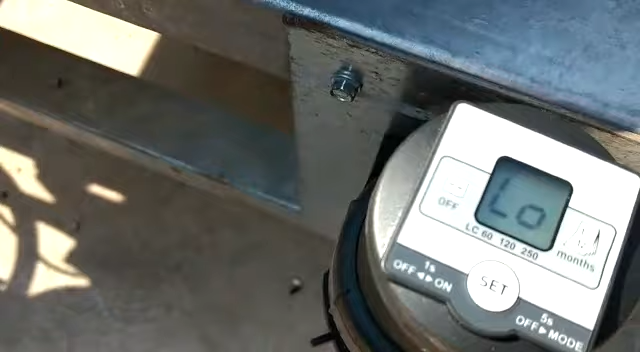 Lo
OFF
LC 60 120 250
months
1s
OFF◄►ON
SET
5s
OFF►MODE